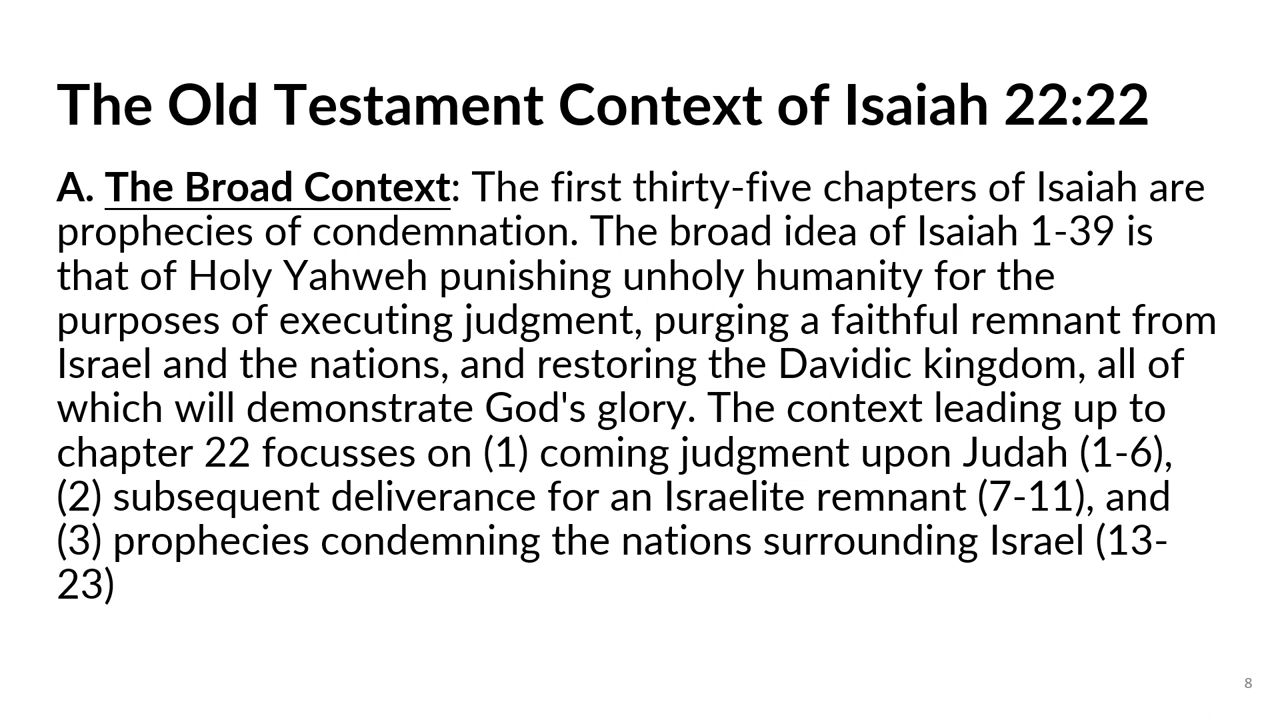 The Old Testament Context of Isaiah 22:22
A. The Broad Context: The first thirty-five chapters of Isaiah are
prophecies of condemnation. The broad idea of Isaiah 1-39 is
that of Holy Yahweh punishing unholy humanity for the
purposes of executing judgment, purging a faithful remnant from
Israel and the nations, and restoring the Davidic kingdom, all of
which will demonstrate God's glory. The context leading up to
chapter 22 focusses on (1) coming judgment upon Judah (1-6),
(2) subsequent deliverance for an Israelite remnant (7-11), and
(3) prophecies condemning the nations surrounding Israel (13-
23)
8